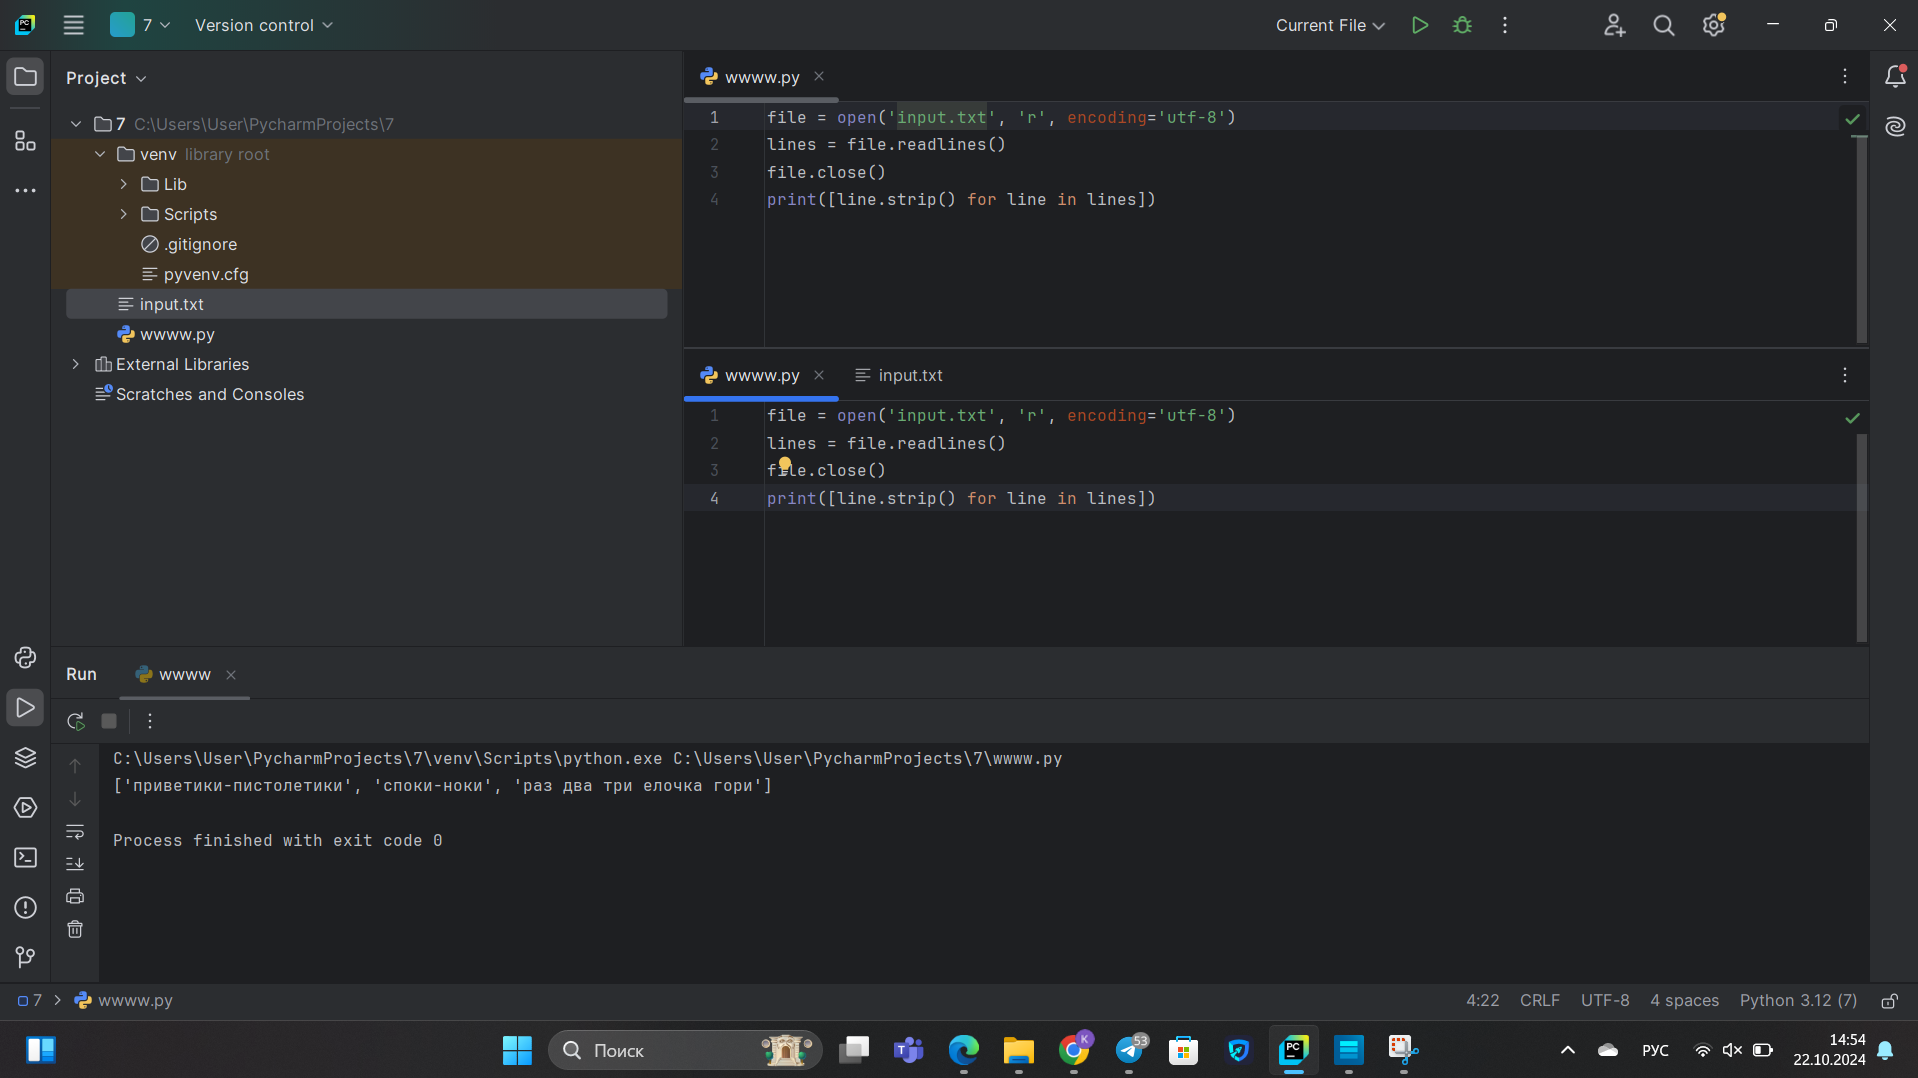 7
Version control
Current File
Project
7 C:\Users\User\PycharmProjects\7
venv library root
Lib
Scripts
.gitignore
pyvenv.cfg
input.txt
wwww.py
External Libraries
Scratches and Consoles
wwww.py
1 file = open('input.txt', 'r', encoding='utf-8')
2 lines = file.readlines()
3 file.close()
4 print([line.strip() for line in lines])
wwww.py input.txt
1 file = open('input.txt', 'r', encoding='utf-8')
2 lines = file.readlines()
3 file.close()
4 print([line.strip() for line in lines])
Run wwww
C:\Users\User\PycharmProjects\7\venv\Scripts\python.exe C:\Users\User\PycharmProjects\7\wwww.py
['приветики-пистолетики', 'споки-ноки', 'раз два три елочка гори']
Process finished with exit code 0
7 > wwww.py
4:22 CRLF UTF-8 4 spaces Python 3.12 (7)
Поиск
K
53
PC
РУС
14:54
22.10.2024